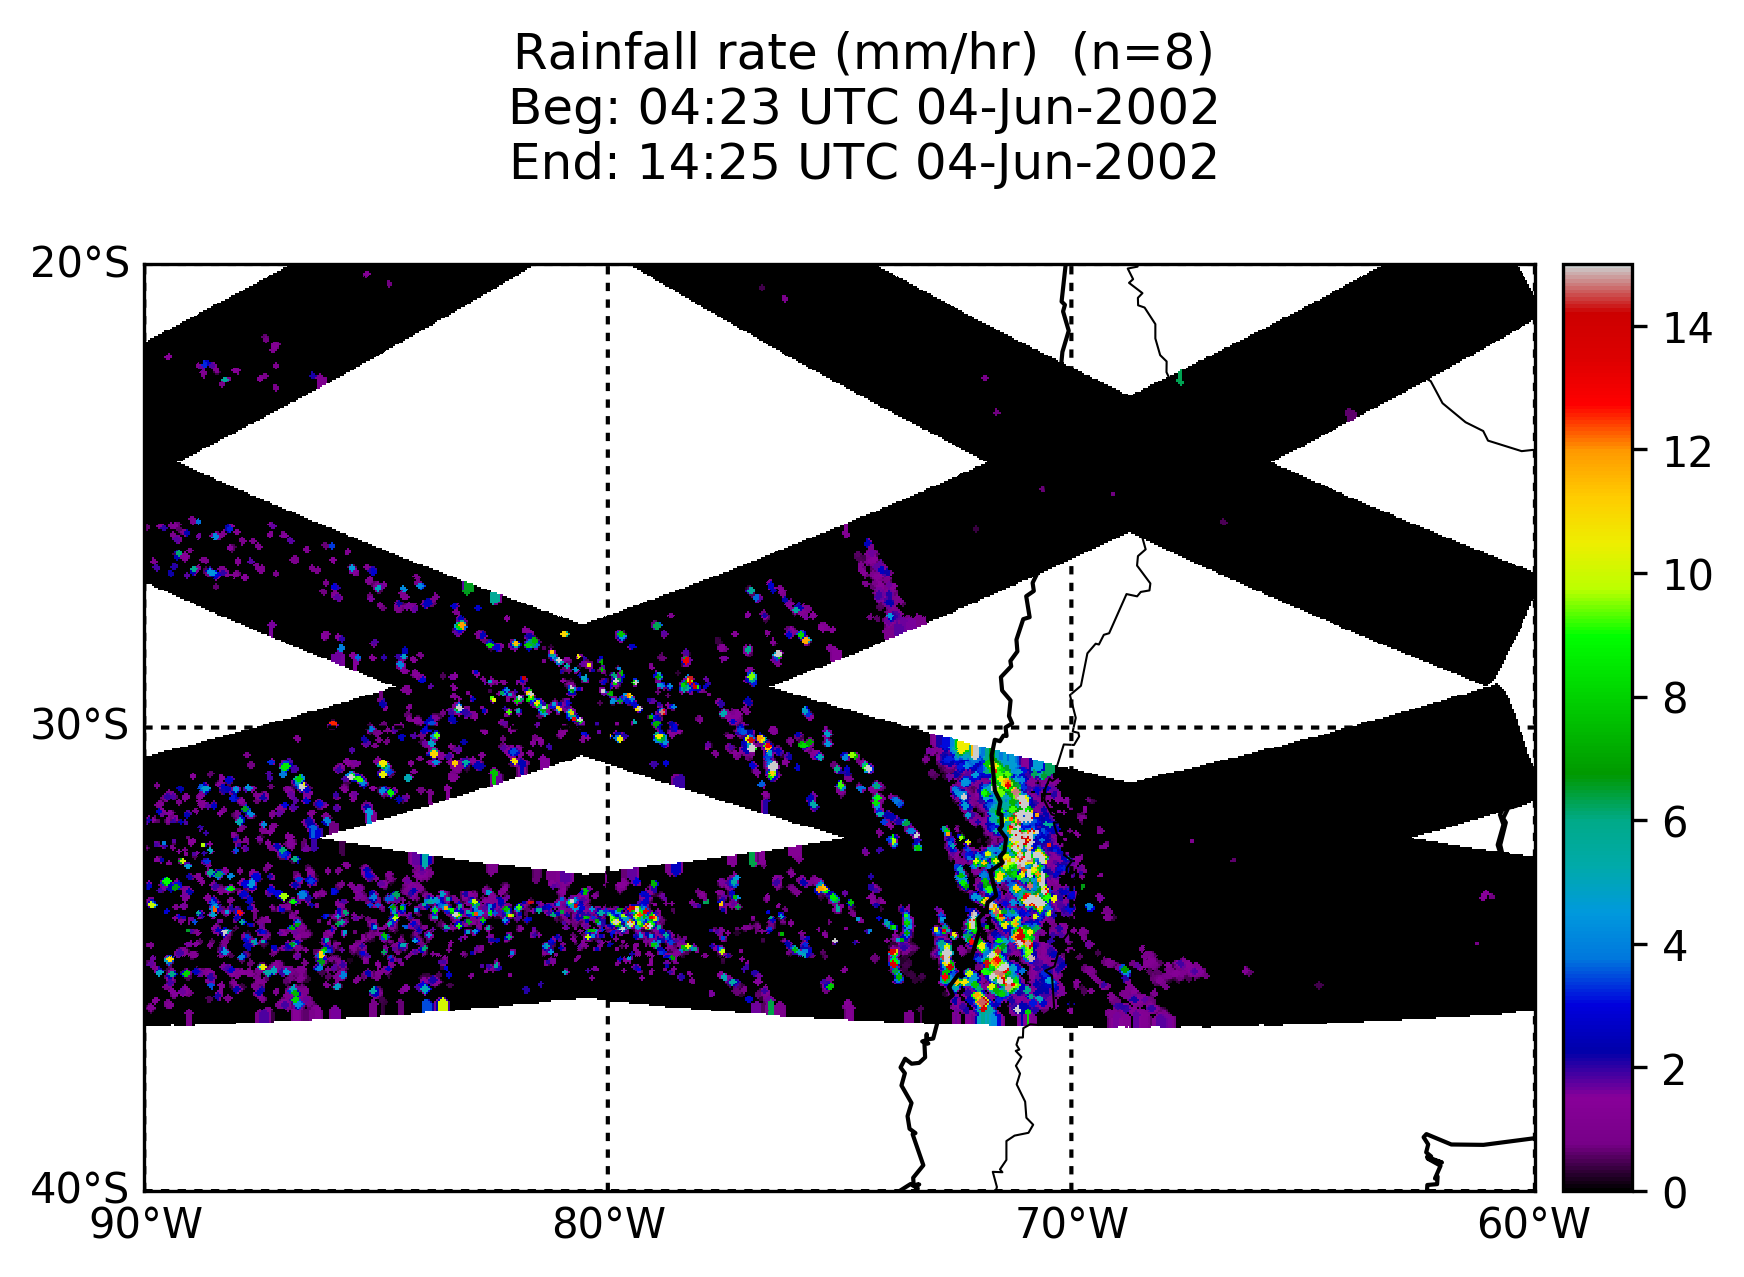 Rainfall rate (mm/hr)  (n=8)
Beg: 04:23 UTC 04-Jun-2002
End: 14:25 UTC 04-Jun-2002
20°S
30°S
40°S
90°W
80°W
70°W
60°W
14
12
10
8
6
4
2
0